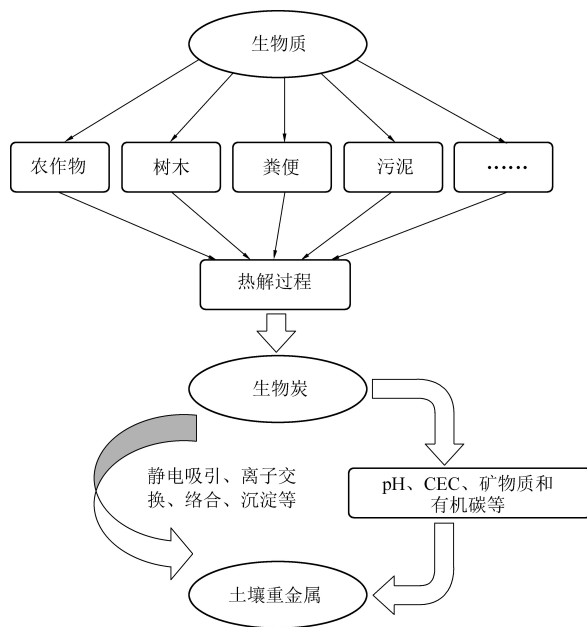 生物质
农作物
树木
粪便
污泥
……
热解过程
生物炭
静电吸引、离子交
换、络合、沉淀等
pH、CEC、矿物质和
有机碳等
土壤重金属